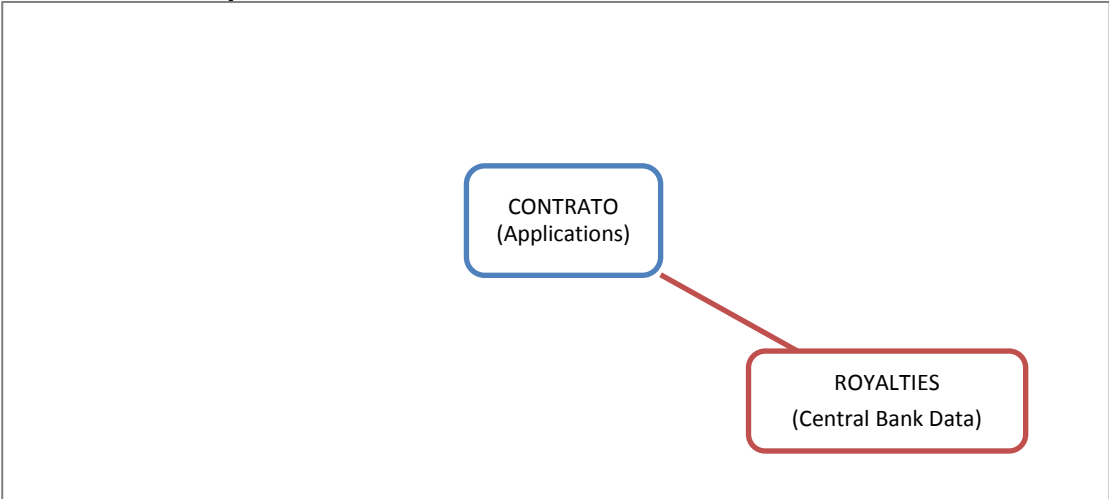 CONTRATO
(Applications)
ROYALTIES
(Central Bank Data)